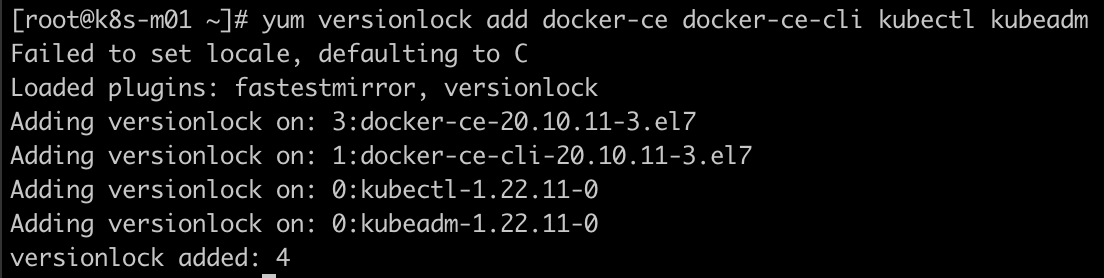 [root@k8s-m01 ~]# yum versionlock add docker-ce docker-ce-cli kubectl kubeadm
Failed to set locale, defaulting to C
Loaded plugins: fastestmirror, versionlock
Adding versionlock on: 3:docker-ce-20.10.11-3.el7
Adding versionlock on: 1:docker-ce-cli-20.10.11-3.el7
Adding versionlock on: 0:kubectl-1.22.11-0
Adding versionlock on: 0:kubeadm-1.22.11-0
versionlock added: 4